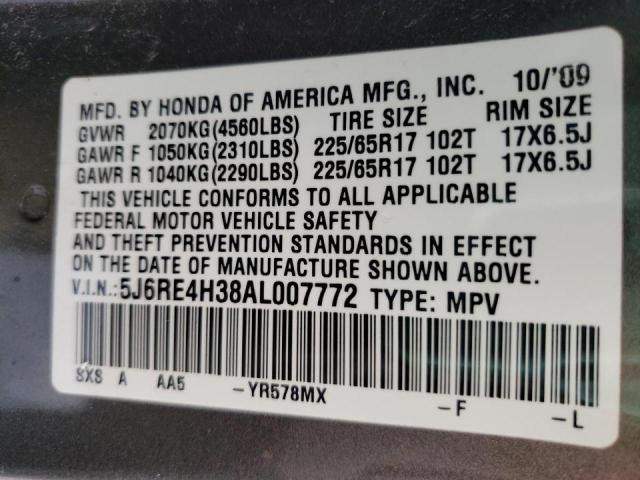 MFD. BY HONDA OF AMERICA MFG., INC. 10/'09
GVWR 2070KG(4560LBS) TIRE SIZE RIM SIZE
GAWR F 1050KG(2310LBS) 225/65R17 102T 17X6.5J
GAWR R 1040KG(2290LBS) 225/65R17 102T 17X6.5J
THIS VEHICLE CONFORMS TO ALL APPLICABLE
FEDERAL MOTOR VEHICLE SAFETY
AND THEFT PREVENTION STANDARDS IN EFFECT
ON THE DATE OF MANUFACTURE SHOWN ABOVE.
V.I.N.:5J6RE4H38AL007772 TYPE: MPV
SXS A AA5 -YR578MX -F -L